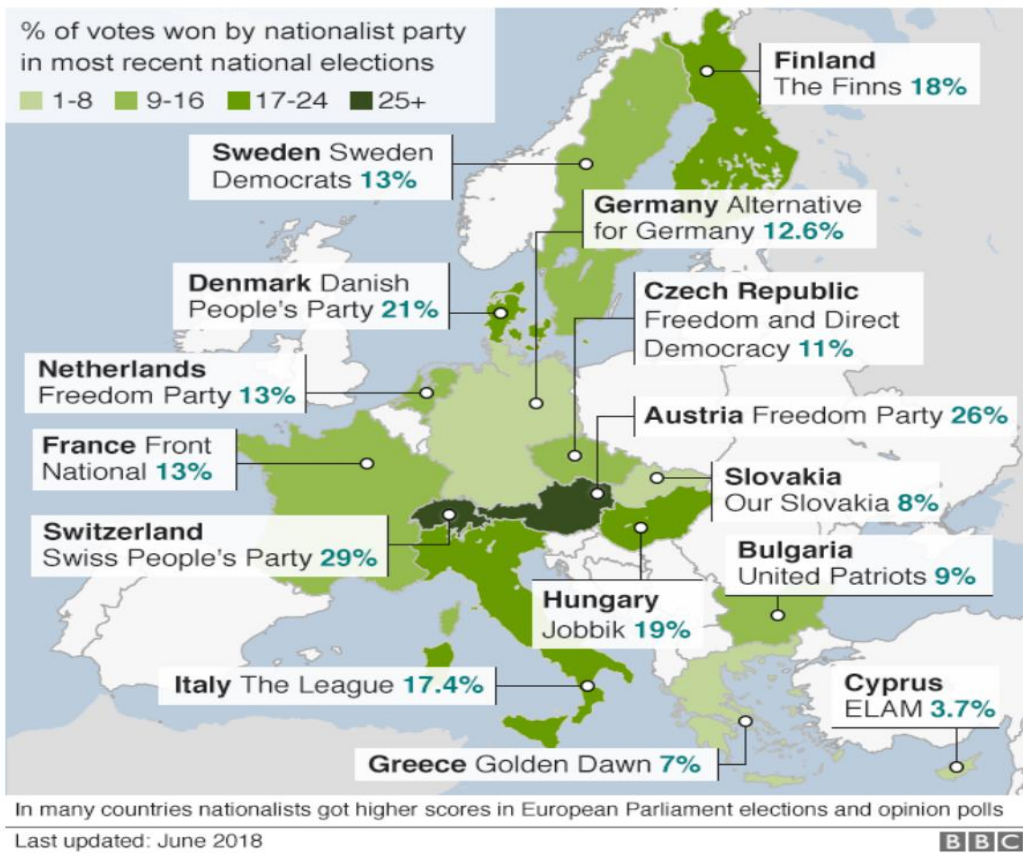 % of votes won by nationalist party
in most recent national elections
1-8 9-16 17-24 25+
Finland
The Finns 18%
Sweden Sweden
Democrats 13%
Germany Alternative
for Germany 12.6%
Denmark Danish
People's Party 21%
Czech Republic
Freedom and Direct
Democracy 11%
Netherlands
Freedom Party 13%
Austria Freedom Party 26%
France Front
National 13%
Slovakia
Our Slovakia 8%
Switzerland
Swiss People's Party 29%
Bulgaria
United Patriots 9%
Hungary
Jobbik 19%
Italy The League 17.4%
Cyprus
ELAM 3.7%
Greece Golden Dawn 7%
In many countries nationalists got higher scores in European Parliament elections and opinion polls
Last updated: June 2018
BBC